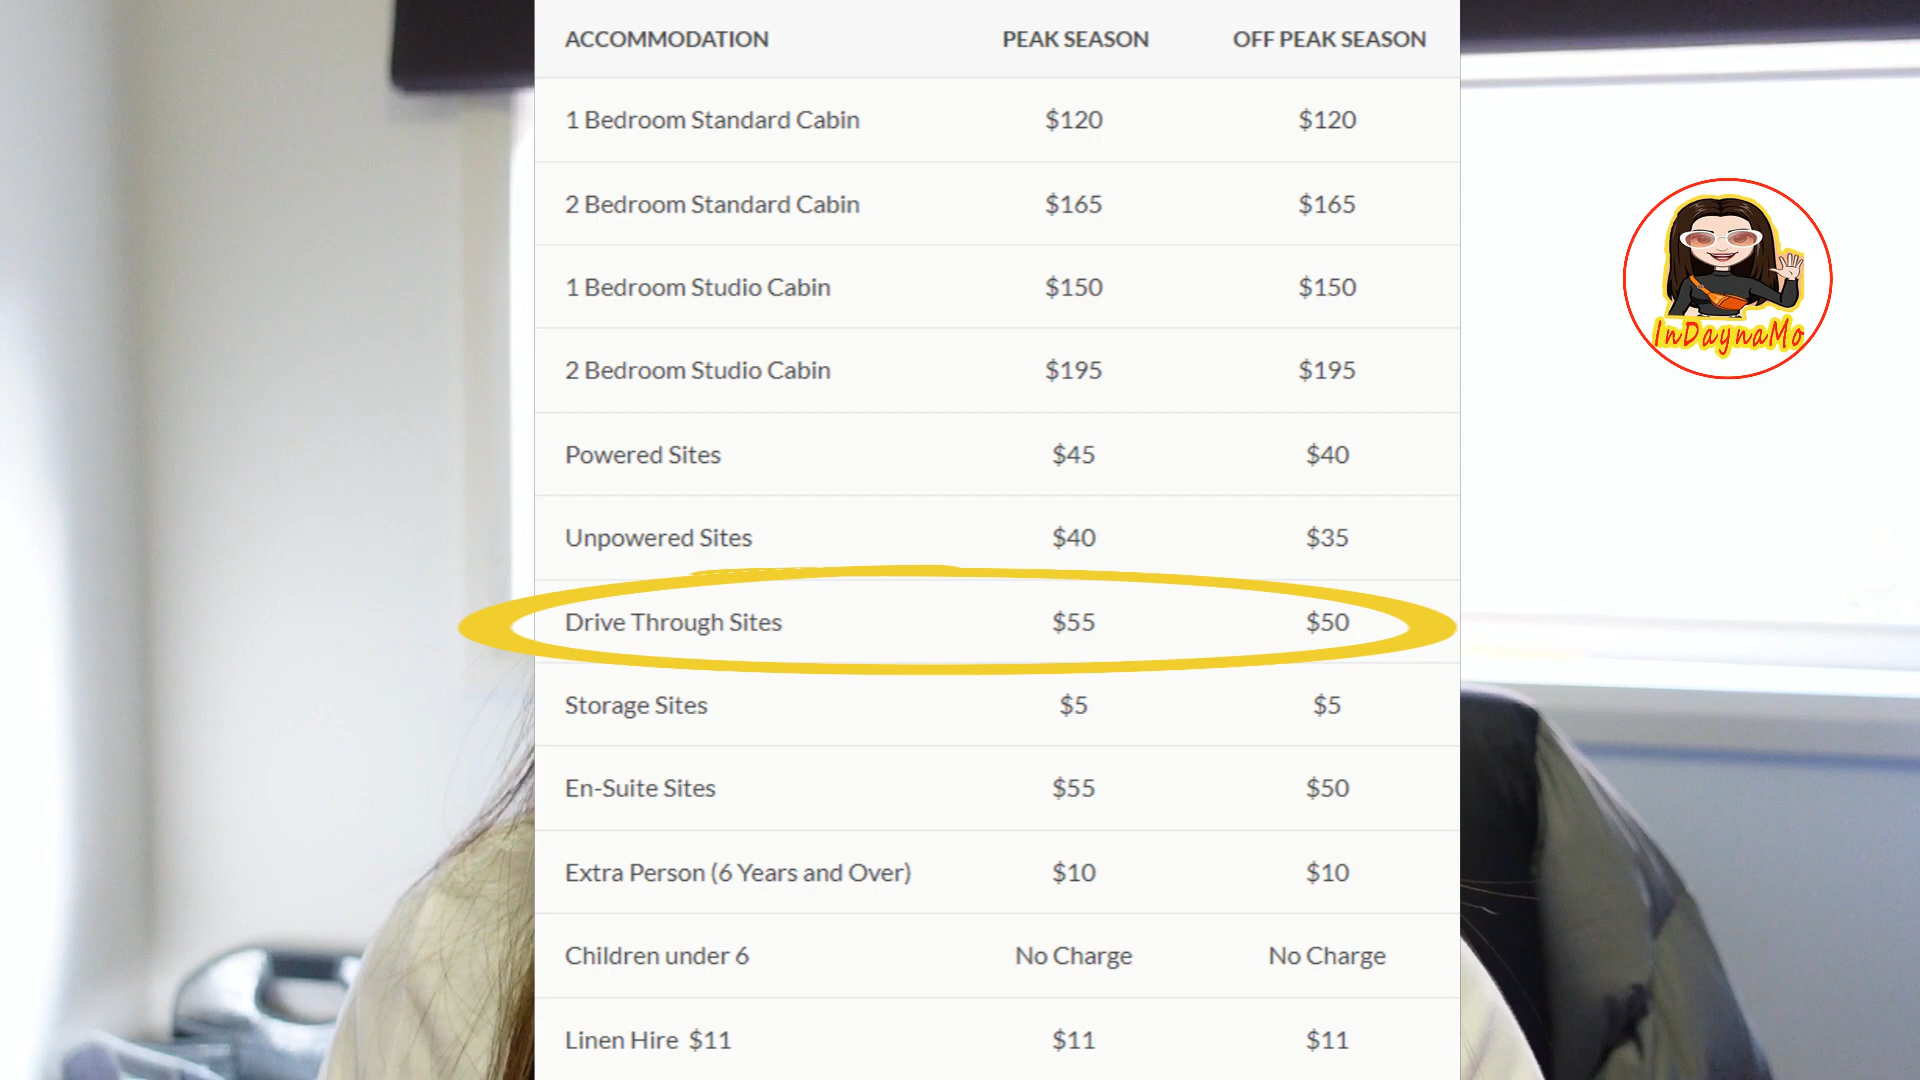 ACCOMMODATION PEAK SEASON OFF PEAK SEASON
1 Bedroom Standard Cabin $120 $120
2 Bedroom Standard Cabin $165 $165
1 Bedroom Studio Cabin $150 $150
2 Bedroom Studio Cabin $195 $195
Powered Sites $45 $40
Unpowered Sites $40 $35
Drive Through Sites $55 $50
Storage Sites $5 $5
En-Suite Sites $55 $50
Extra Person (6 Years and Over) $10 $10
Children under 6 No Charge No Charge
Linen Hire $11 $11 $11
InDaynaMo